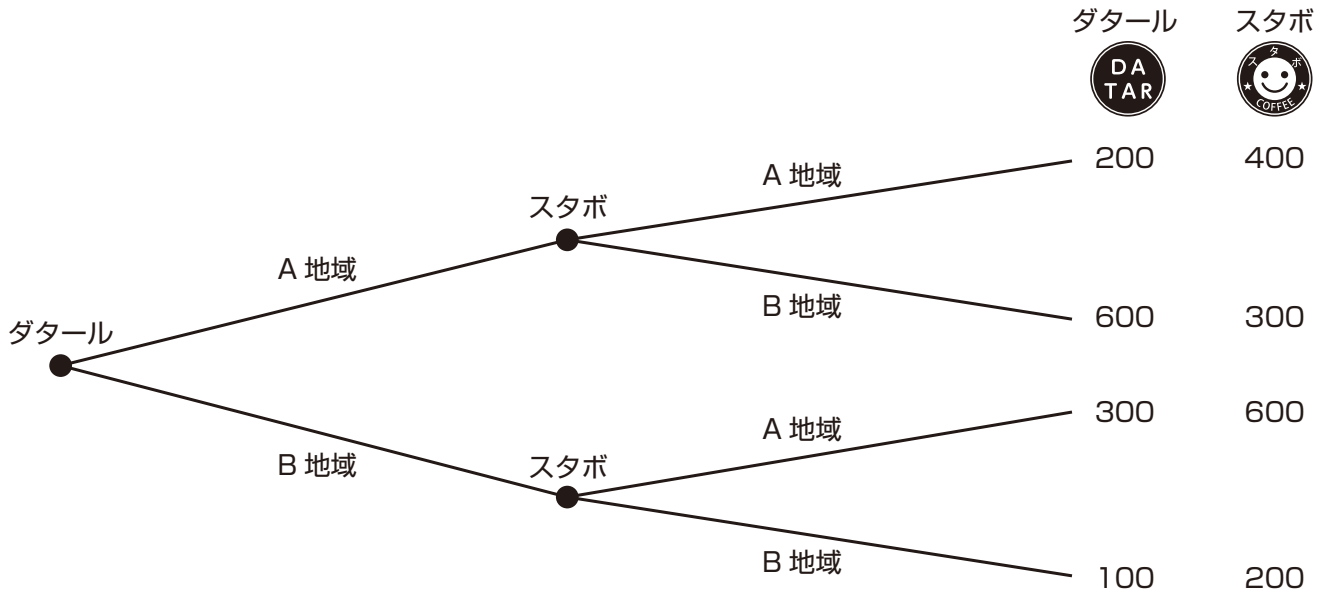 ダタール スタボ
DA
TAR
スタボ
COFFEE
200 400
A 地域
スタボ
A 地域
B 地域
600 300
ダタール
300 600
A 地域
B 地域
スタボ
B 地域
100 200